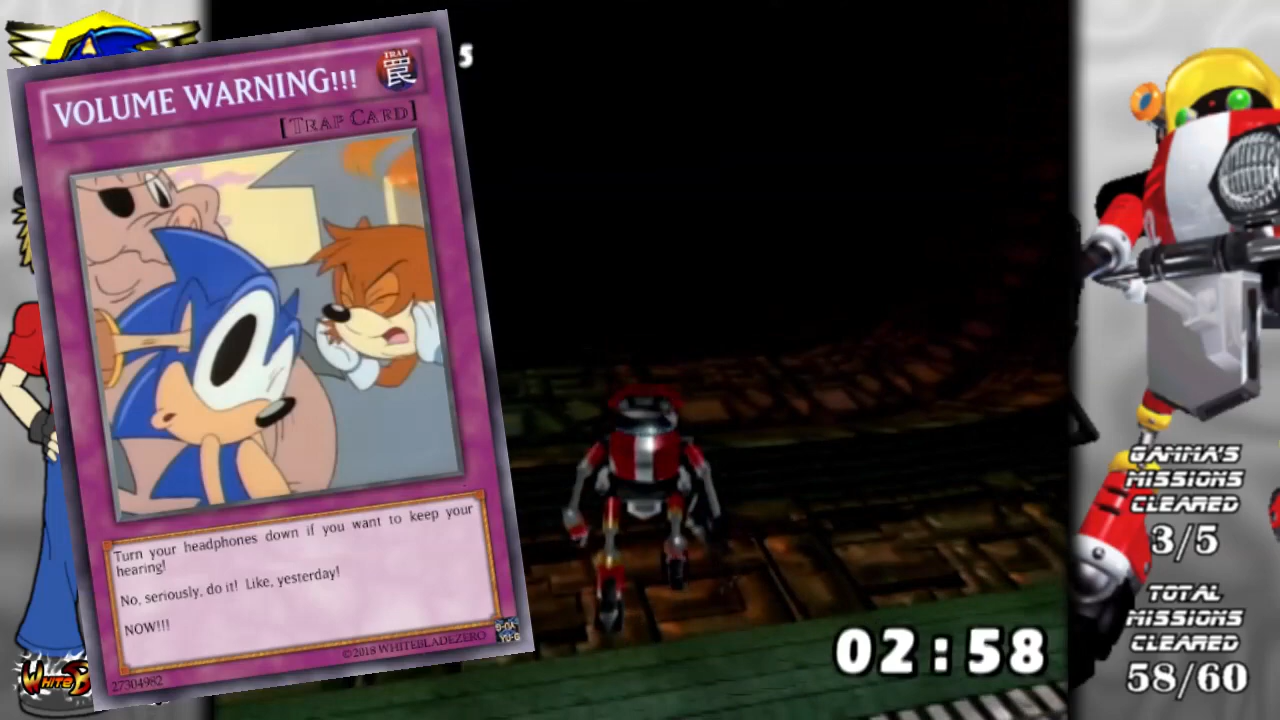 VOLUME WARNING!!!
TRAP
罠
[TRAP CARD]
Turn your headphones down if you want to keep your
hearing!
No, seriously, do it! Like, yesterday!
NOW!!!
©2018 WHITEBLADEZERO
27304982
5
02:58
GAMMA'S
MISSIONS
CLEARED
3/5
TOTAL
MISSIONS
CLEARED
58/60